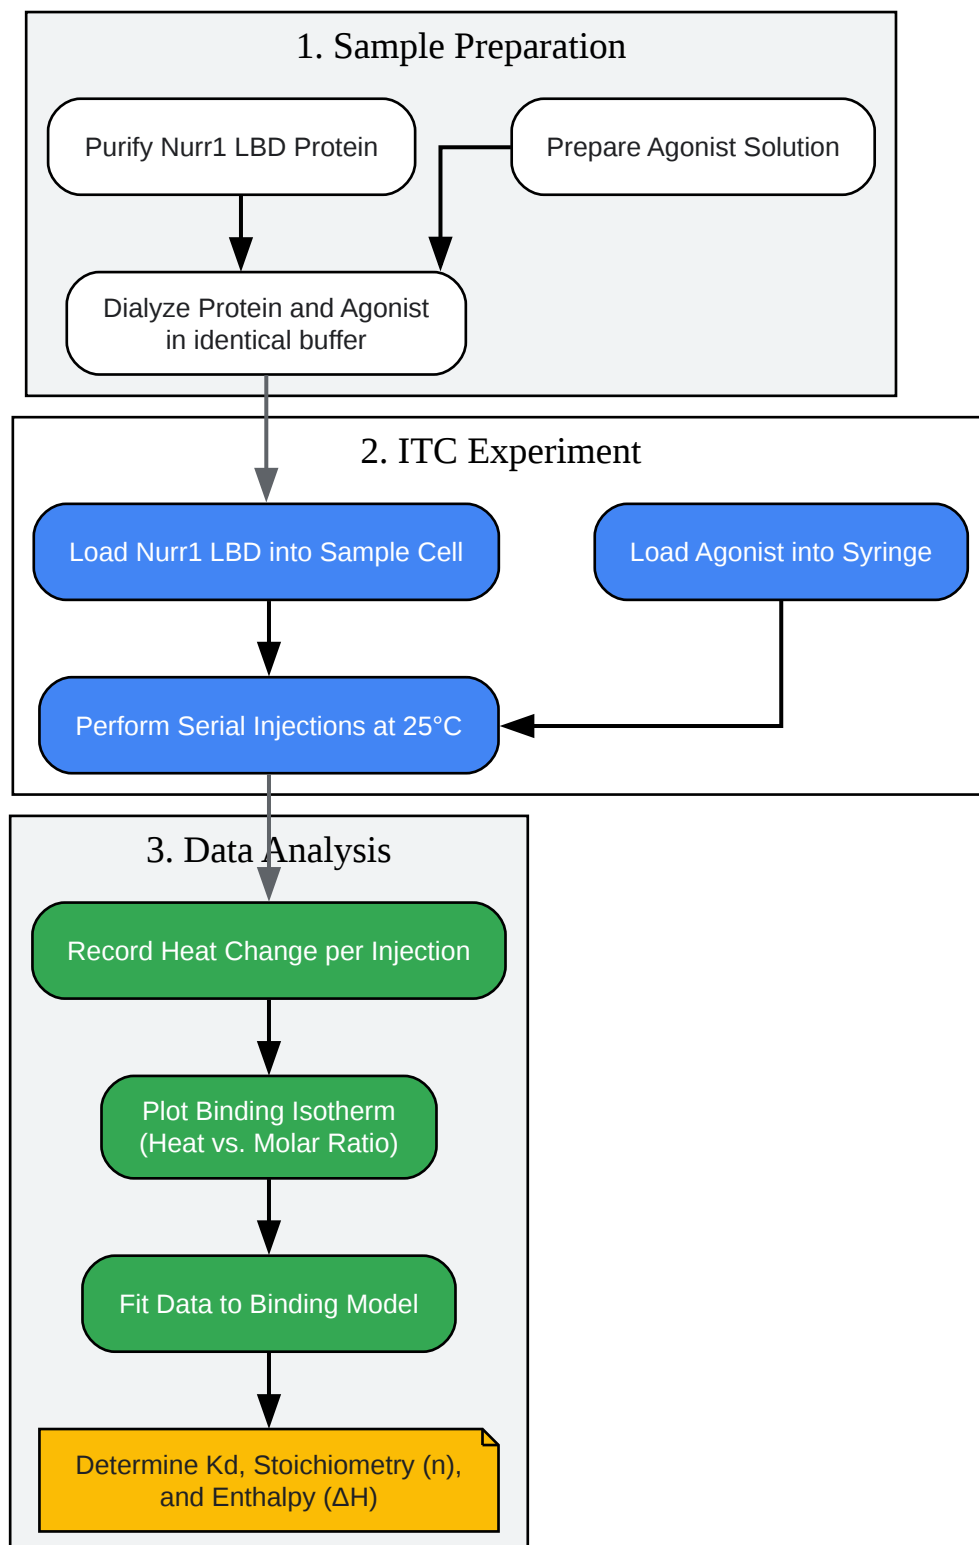 1. Sample Preparation
Purify Nurr1 LBD Protein
Prepare Agonist Solution
Dialyze Protein and Agonist
in identical buffer
2. ITC Experiment
Load Nurr1 LBD into Sample Cell
Load Agonist into Syringe
Perform Serial Injections at 25°C
3. Data Analysis
Record Heat Change per Injection
Plot Binding Isotherm
(Heat vs. Molar Ratio)
Fit Data to Binding Model
Determine Kd, Stoichiometry (n),
and Enthalpy (ΔH)